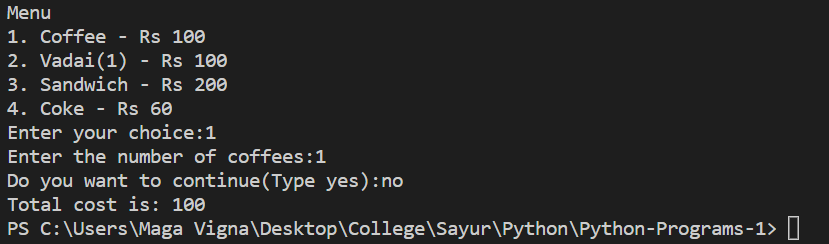 Menu
1. Coffee - Rs 100
2. Vadai(1) - Rs 100
3. Sandwich - Rs 200
4. Coke - Rs 60
Enter your choice:1
Enter the number of coffees:1
Do you want to continue(Type yes):no
Total cost is: 100
PS C:\Users\Maga Vigna\Desktop\College\Sayur\Python\Python-Programs-1>